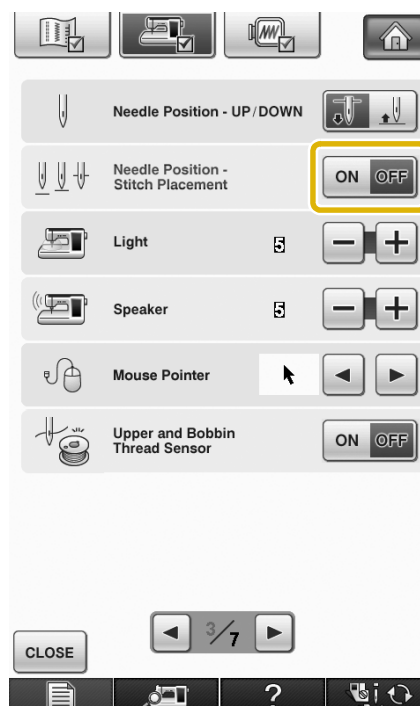 Needle Position - UP/DOWN
Needle Position -
Stitch Placement
ON OFF
Light
5
Speaker
5
Mouse Pointer
Upper and Bobbin
Thread Sensor
ON OFF
3/7
CLOSE
?